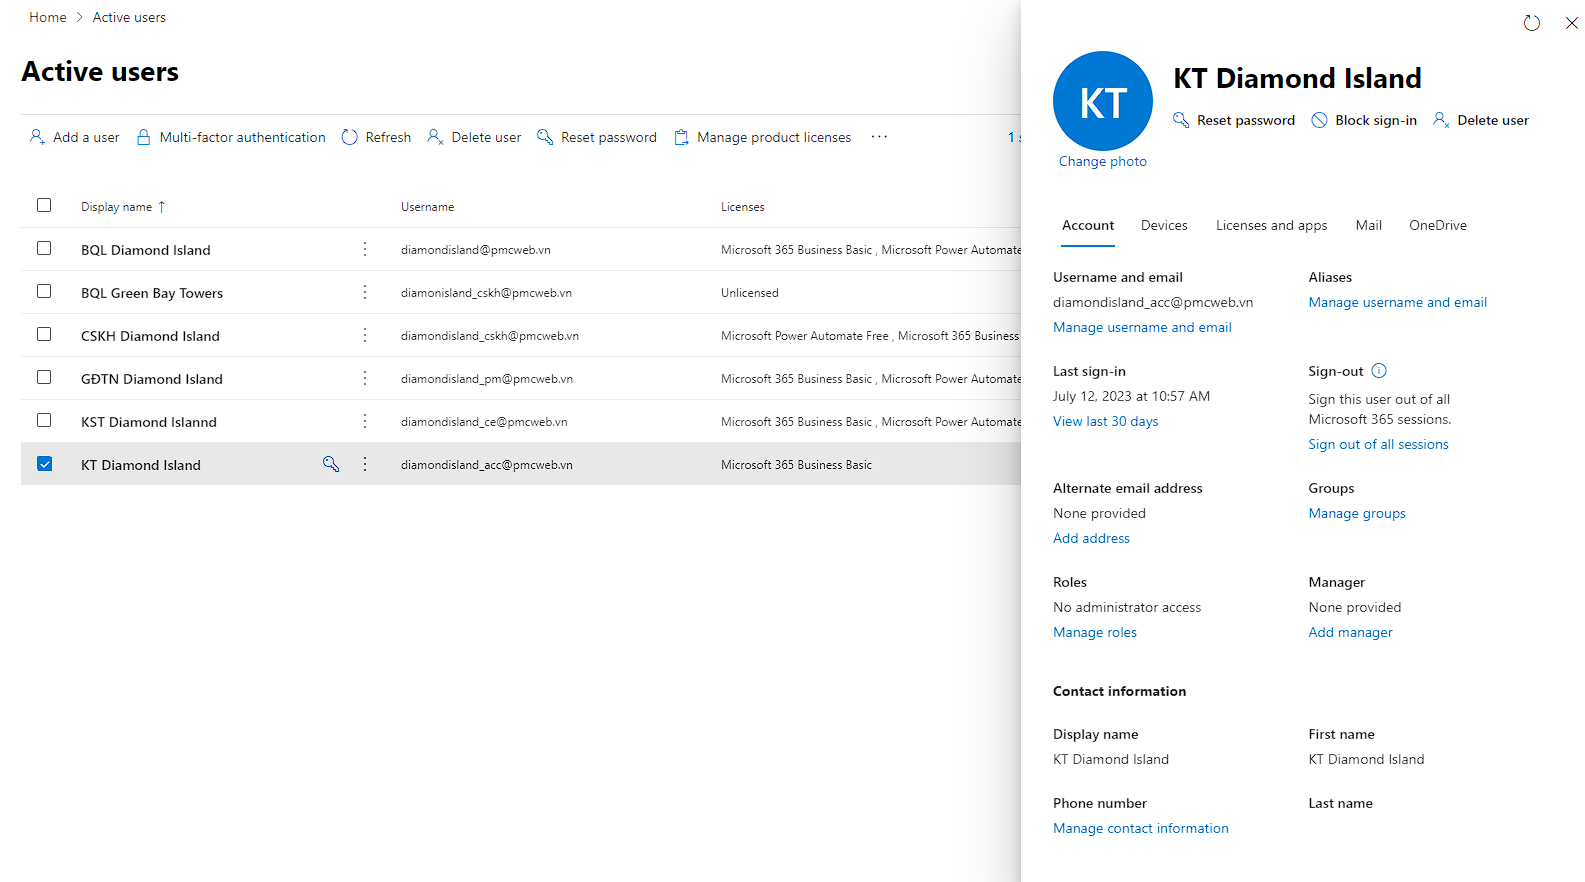 Home > Active users
Active users
Add a user Multi-factor authentication Refresh Delete user Reset password Manage product licenses ··· 1
Display name ↑ Username Licenses
BQL Diamond Island diamondisland@pmcweb.vn Microsoft 365 Business Basic , Microsoft Power Automate
BQL Green Bay Towers diamonisland_cskh@pmcweb.vn Unlicensed
CSKH Diamond Island diamondisland_cskh@pmcweb.vn Microsoft Power Automate Free , Microsoft 365 Business
GĐTN Diamond Island diamondisland_pm@pmcweb.vn Microsoft 365 Business Basic , Microsoft Power Automate
KST Diamond Islannd diamondisland_ce@pmcweb.vn Microsoft 365 Business Basic , Microsoft Power Automate
KT Diamond Island diamondisland_acc@pmcweb.vn Microsoft 365 Business Basic
KT
Change photo
KT Diamond Island
Reset password Block sign-in Delete user
Account Devices Licenses and apps Mail OneDrive
Username and email
diamondisland_acc@pmcweb.vn
Manage username and email
Aliases
Manage username and email
Last sign-in
July 12, 2023 at 10:57 AM
View last 30 days
Sign-out
Sign this user out of all
Microsoft 365 sessions.
Sign out of all sessions
Alternate email address
None provided
Add address
Groups
Manage groups
Roles
No administrator access
Manage roles
Manager
None provided
Add manager
Contact information
Display name
KT Diamond Island
First name
KT Diamond Island
Phone number
Manage contact information
Last name